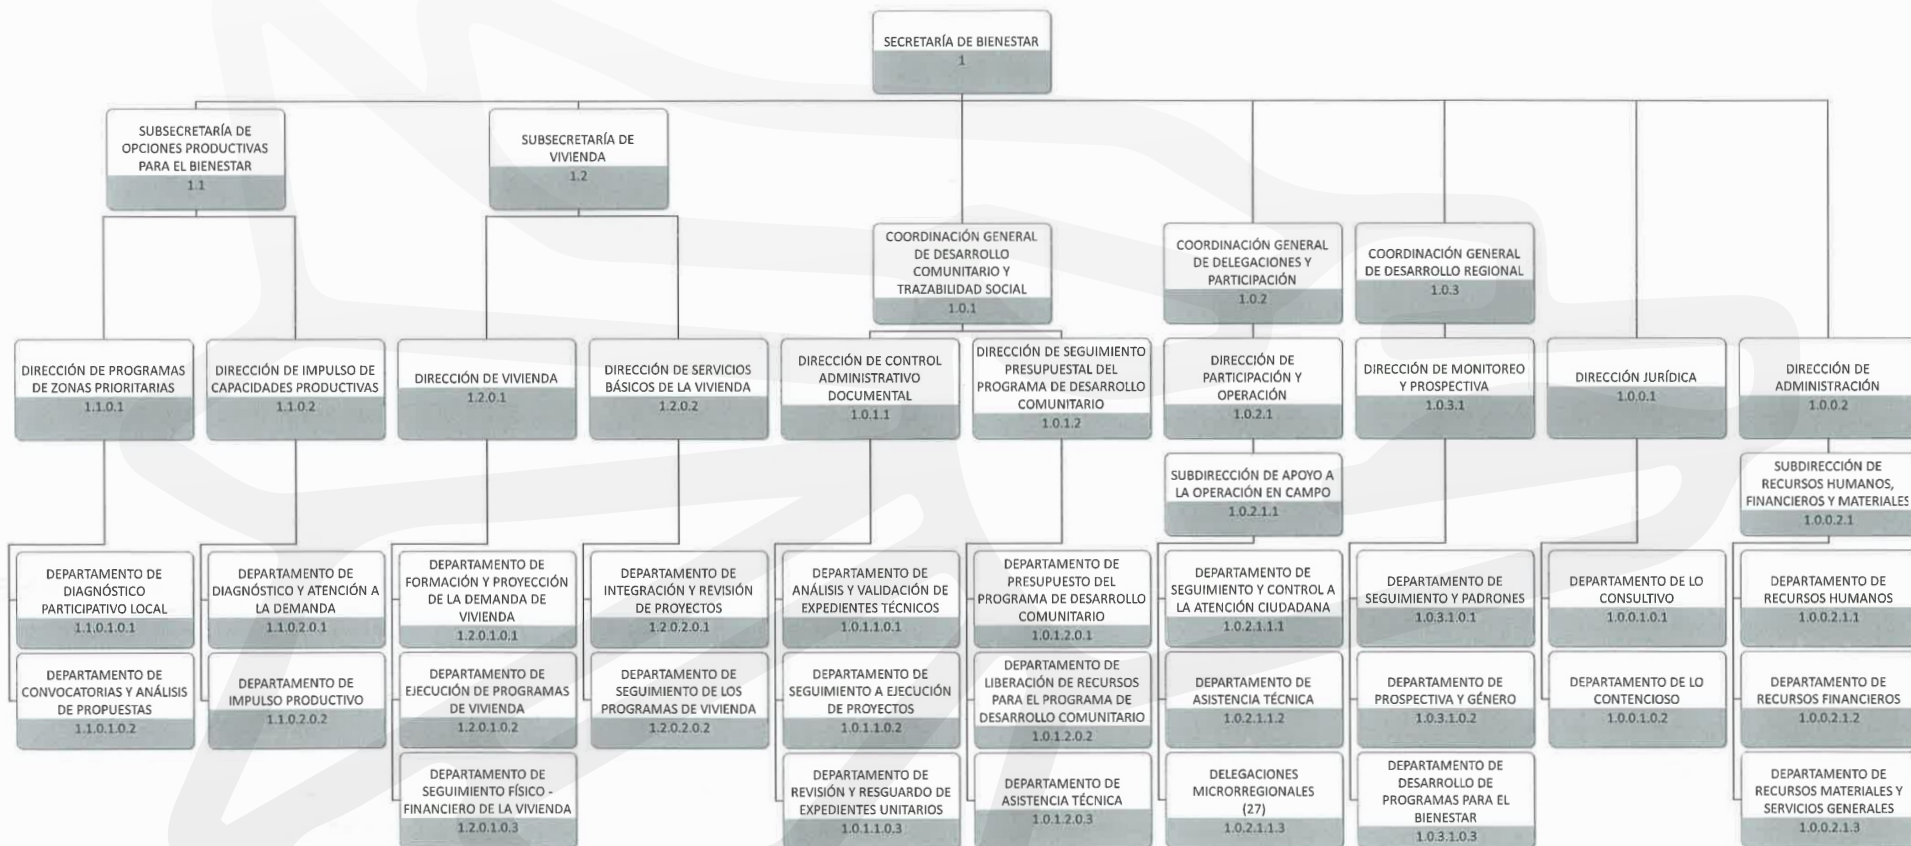 SECRETARÍA DE BIENESTAR
1
SUBSECRETARÍA DE
OPCIONES PRODUCTIVAS
PARA EL BIENESTAR
1.1
SUBSECRETARÍA DE
VIVIENDA
1.2
COORDINACIÓN GENERAL
DE DESARROLLO
COMUNITARIO Y
TRAZABILIDAD SOCIAL
1.0.1
COORDINACIÓN GENERAL
DE DELEGACIONES Y
PARTICIPACIÓN
1.0.2
COORDINACIÓN GENERAL
DE DESARROLLO REGIONAL
1.0.3
DIRECCIÓN DE PROGRAMAS
DE ZONAS PRIORITARIAS
1.1.0.1
DIRECCIÓN DE IMPULSO DE
CAPACIDADES PRODUCTIVAS
1.1.0.2
DIRECCIÓN DE VIVIENDA
1.2.0.1
DIRECCIÓN DE SERVICIOS
BÁSICOS DE LA VIVIENDA
1.2.0.2
DIRECCIÓN DE CONTROL
ADMINISTRATIVO
DOCUMENTAL
1.0.1.1
DIRECCIÓN DE SEGUIMIENTO
PRESUPUESTAL DEL
PROGRAMA DE DESARROLLO
COMUNITARIO
1.0.1.2
DIRECCIÓN DE
PARTICIPACIÓN Y
OPERACIÓN
1.0.2.1
DIRECCIÓN DE MONITOREO
Y PROSPECTIVA
1.0.3.1
DIRECCIÓN JURÍDICA
1.0.0.1
DIRECCIÓN DE
ADMINISTRACIÓN
1.0.0.2
SUBDIRECCIÓN DE APOYO A
LA OPERACIÓN EN CAMPO
1.0.2.1.1
SUBDIRECCIÓN DE
RECURSOS HUMANOS,
FINANCIEROS Y MATERIALES
1.0.0.2.1
DEPARTAMENTO DE
DIAGNÓSTICO
PARTICIPATIVO LOCAL
1.1.0.1.0.1
DEPARTAMENTO DE
DIAGNÓSTICO Y ATENCIÓN A
LA DEMANDA
1.1.0.2.0.1
DEPARTAMENTO DE
FORMACIÓN Y PROYECCIÓN
DE LA DEMANDA DE
VIVIENDA
1.2.0.1.0.1
DEPARTAMENTO DE
INTEGRACIÓN Y REVISIÓN
DE PROYECTOS
1.2.0.2.0.1
DEPARTAMENTO DE
ANÁLISIS Y VALIDACIÓN DE
EXPEDIENTES TÉCNICOS
1.0.1.1.0.1
DEPARTAMENTO DE
PRESUPUESTO DEL
PROGRAMA DE DESARROLLO
COMUNITARIO
1.0.1.2.0.1
DEPARTAMENTO DE
SEGUIMIENTO Y CONTROL A
LA ATENCIÓN CIUDADANA
1.0.2.1.1.1
DEPARTAMENTO DE
SEGUIMIENTO Y PADRONES
1.0.3.1.0.1
DEPARTAMENTO DE LO
CONSULTIVO
1.0.0.1.0.1
DEPARTAMENTO DE
RECURSOS HUMANOS
1.0.0.2.1.1
DEPARTAMENTO DE
CONVOCATORIAS Y ANÁLISIS
DE PROPUESTAS
1.1.0.1.0.2
DEPARTAMENTO DE
IMPULSO PRODUCTIVO
1.1.0.2.0.2
DEPARTAMENTO DE
EJECUCIÓN DE PROGRAMAS
DE VIVIENDA
1.2.0.1.0.2
DEPARTAMENTO DE
SEGUIMIENTO DE LOS
PROGRAMAS DE VIVIENDA
1.2.0.2.0.2
DEPARTAMENTO DE
SEGUIMIENTO A EJECUCIÓN
DE PROYECTOS
1.0.1.1.0.2
DEPARTAMENTO DE
LIBERACIÓN DE RECURSOS
PARA EL PROGRAMA DE
DESARROLLO COMUNITARIO
1.0.1.2.0.2
DEPARTAMENTO DE
ASISTENCIA TÉCNICA
1.0.2.1.1.2
DEPARTAMENTO DE
PROSPECTIVA Y GÉNERO
1.0.3.1.0.2
DEPARTAMENTO DE LO
CONTENCIOSO
1.0.0.1.0.2
DEPARTAMENTO DE
RECURSOS FINANCIEROS
1.0.0.2.1.2
DEPARTAMENTO DE
SEGUIMIENTO FÍSICO -
FINANCIERO DE LA VIVIENDA
1.2.0.1.0.3
DEPARTAMENTO DE
REVISIÓN Y RESGUARDO DE
EXPEDIENTES UNITARIOS
1.0.1.1.0.3
DEPARTAMENTO DE
ASISTENCIA TÉCNICA
1.0.1.2.0.3
DELEGACIONES
MICRORREGIONALES
(27)
1.0.2.1.1.3
DEPARTAMENTO DE
DESARROLLO DE
PROGRAMAS PARA EL
BIENESTAR
1.0.3.1.0.3
DEPARTAMENTO DE
RECURSOS MATERIALES Y
SERVICIOS GENERALES
1.0.0.2.1.3